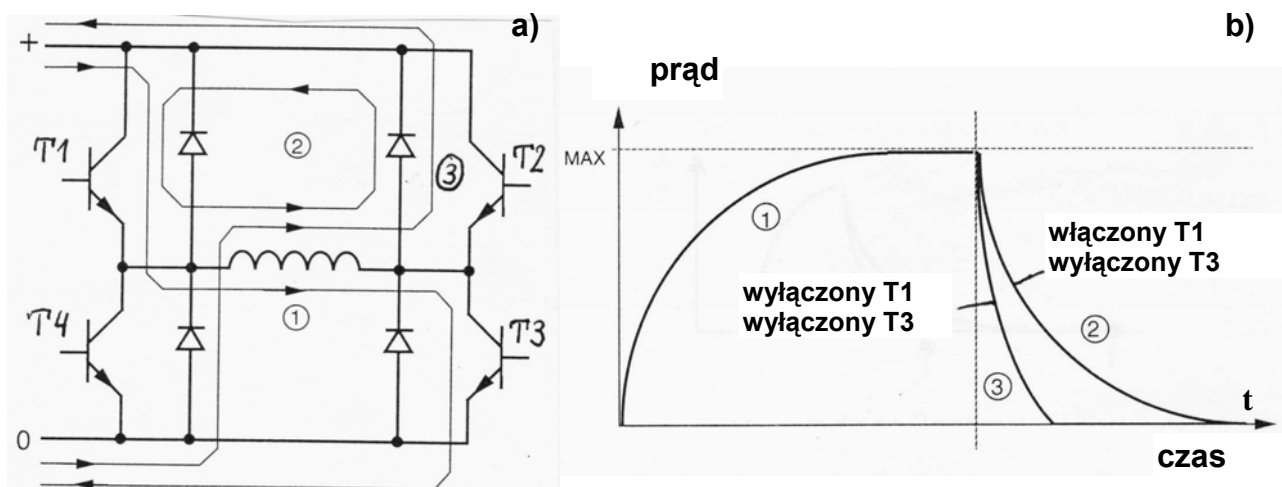 a)
+
T1
②
③
T2
①
T4
T3
0
b)
prąd
MAX
①
włączony T1
wyłączony T3
wyłączony T1
wyłączony T3
②
③
t
czas